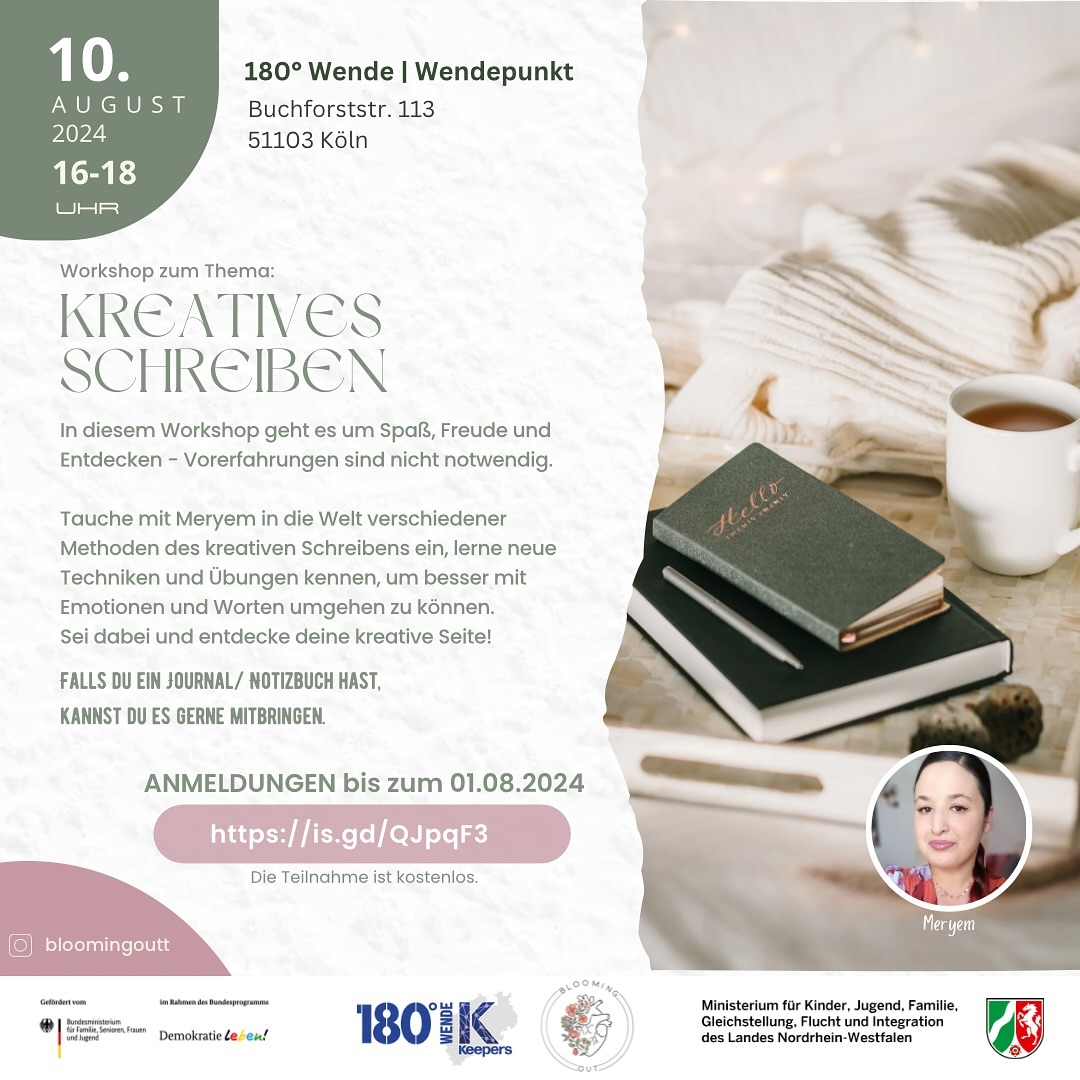 10.
AUGUST
2024
16-18
UHR
180° Wende | Wendepunkt
Buchforststr. 113
51103 Köln
Workshop zum Thema:
KREATIVES
SCHREIBEN
In diesem Workshop geht es um Spaß, Freude und
Entdecken - Vorerfahrungen sind nicht notwendig.
Tauche mit Meryem in die Welt verschiedener
Methoden des kreativen Schreibens ein, lerne neue
Techniken und Übungen kennen, um besser mit
Emotionen und Worten umgehen zu können.
Sei dabei und entdecke deine kreative Seite!
FALLS DU EIN JOURNAL/ NOTIZBUCH HAST,
KANNST DU ES GERNE MITBRINGEN.
ANMELDUNGEN bis zum 01.08.2024
https://is.gd/QJpqF3
Die Teilnahme ist kostenlos.
Hello
TWENTY TWENTY
Meryem
bloomingoutt
Gefördert vom
Bundesministerium
für Familie, Senioren, Frauen
und Jugend
im Rahmen des Bundesprogramms
Demokratie leben!
180°
WENDE
K
Keepers
BLOOMING
OUT
Ministerium für Kinder, Jugend, Familie,
Gleichstellung, Flucht und Integration
des Landes Nordrhein-Westfalen